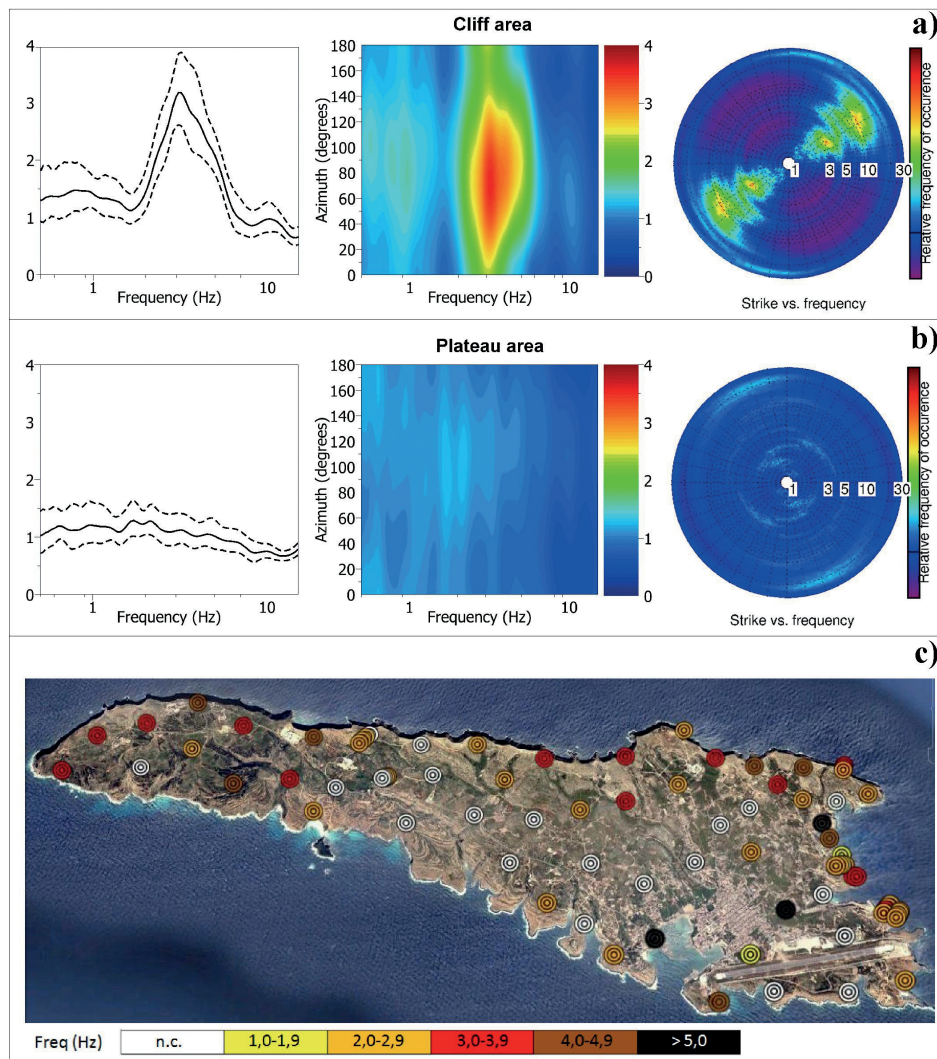 a)
Cliff area
4
3
2
1
0
1
10
Frequency (Hz)
180
160
140
120
100
80
60
40
20
0
Azimuth (degrees)
1
10
Frequency (Hz)
4
3
2
1
0
1 3 5 10 30
Relative frequency of occurence
Strike vs. frequency
b)
Plateau area
4
3
2
1
0
1
10
Frequency (Hz)
180
160
140
120
100
80
60
40
20
0
Azimuth (degrees)
1
10
Frequency (Hz)
4
3
2
1
0
1 3 5 10 30
Relative frequency of occurence
Strike vs. frequency
c)
Freq (Hz) n.c. 1,0-1,9 2,0-2,9 3,0-3,9 4,0-4,9 > 5,0